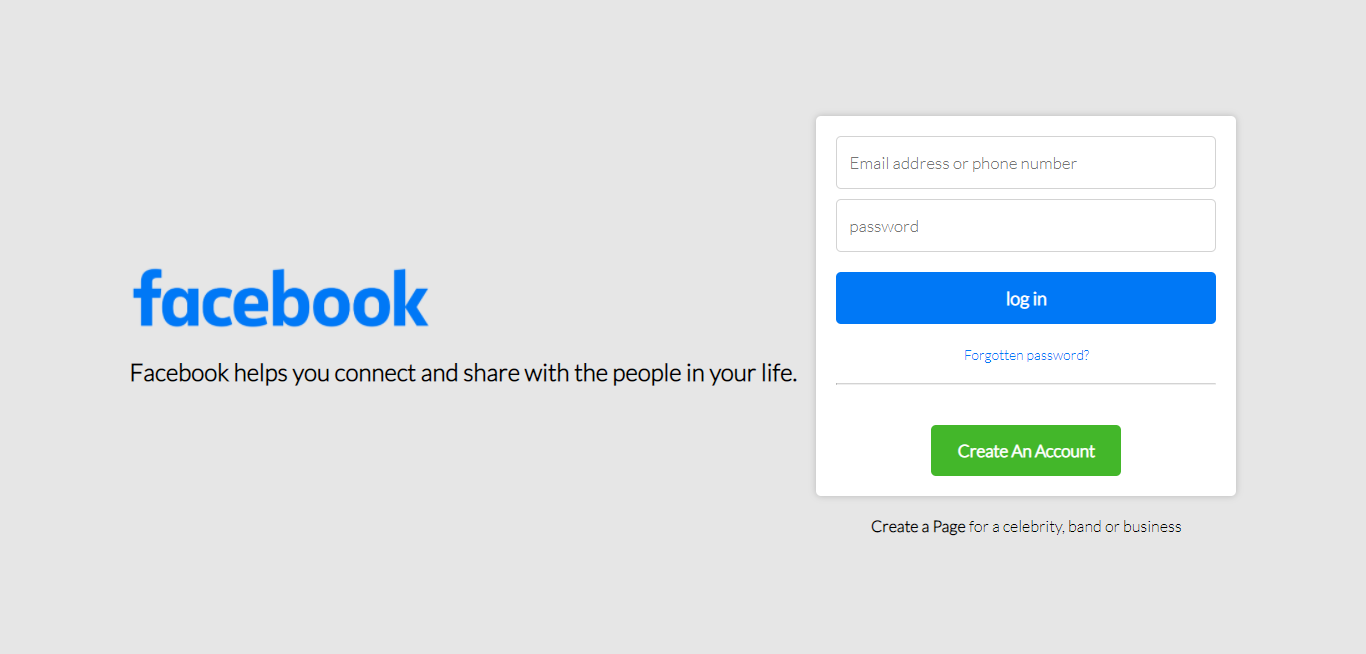 facebook
Facebook helps you connect and share with the people in your life.
Email address or phone number
password
log in
Forgotten password?
Create An Account
Create a Page for a celebrity, band or business